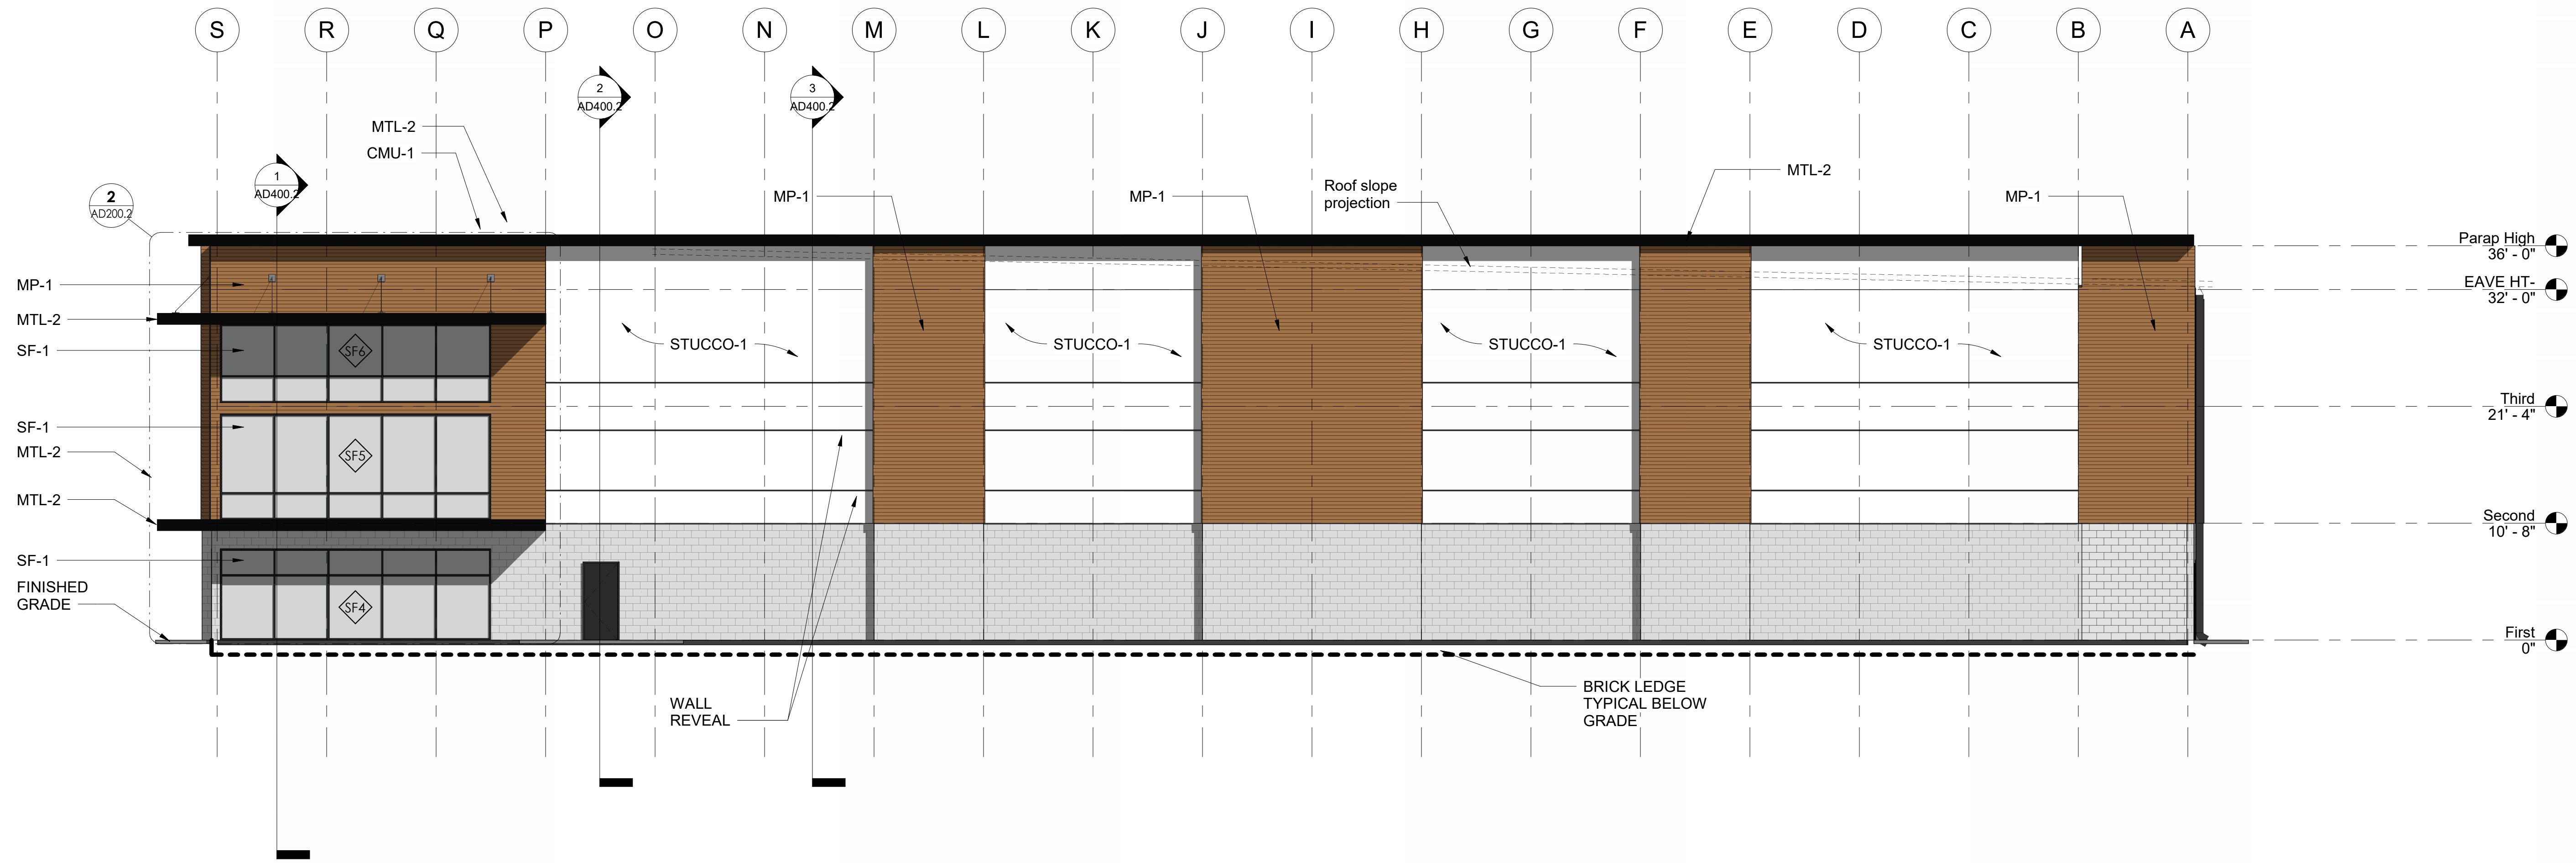 S R Q P O N M L K J I H G F E D C B A
2
AD400.2
3
AD400.2
MTL-2
CMU-1
1
AD400.2
2
AD200.2
MP-1
MP-1
Roof slope
projection
MTL-2
MP-1
Parap High
36' - 0"
EAVE HT-
32' - 0"
MP-1
MTL-2
SF-1
SF6
STUCCO-1
STUCCO-1
STUCCO-1
STUCCO-1
Third
21' - 4"
SF-1
MTL-2
SF5
MTL-2
Second
10' - 8"
SF-1
FINISHED
GRADE
SF4
First
0"
WALL
REVEAL
BRICK LEDGE
TYPICAL BELOW
GRADE